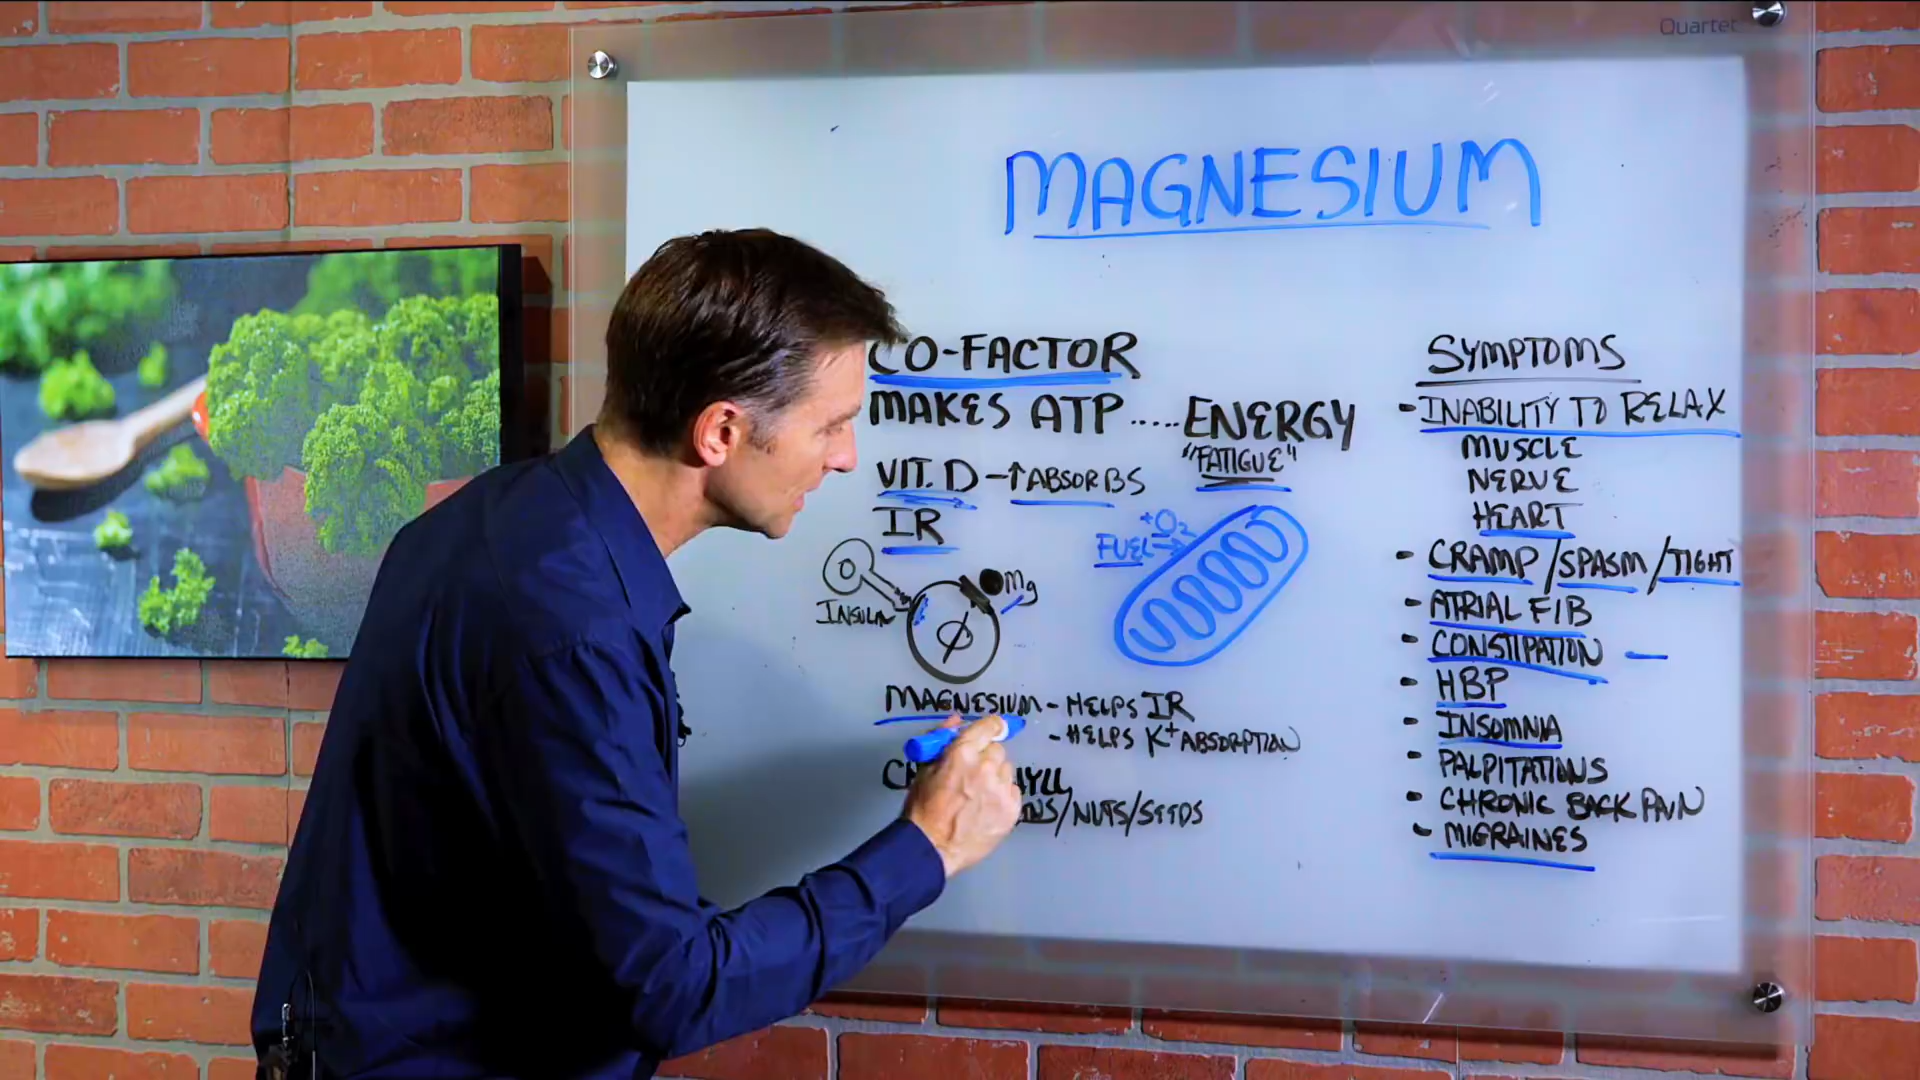 Quartet
MAGNESIUM
CO-FACTOR
MAKES ATP.....ENERGY
"FATIGUE"
VIT. D -↑ABSORBS
IR
+O2
FUEL
INSULIN
Mg
MAGNESIUM - HELPS IR
- HELPS K+ ABSORPTION
/NUTS/SEEDS
SYMPTOMS
- INABILITY TO RELAX
MUSCLE
NERVE
HEART
- CRAMP/SPASM/TIGHT
- ATRIAL FIB
- CONSTIPATION
- HBP
- INSOMNIA
- PALPITATIONS
- CHRONIC BACK PAIN
- MIGRAINES